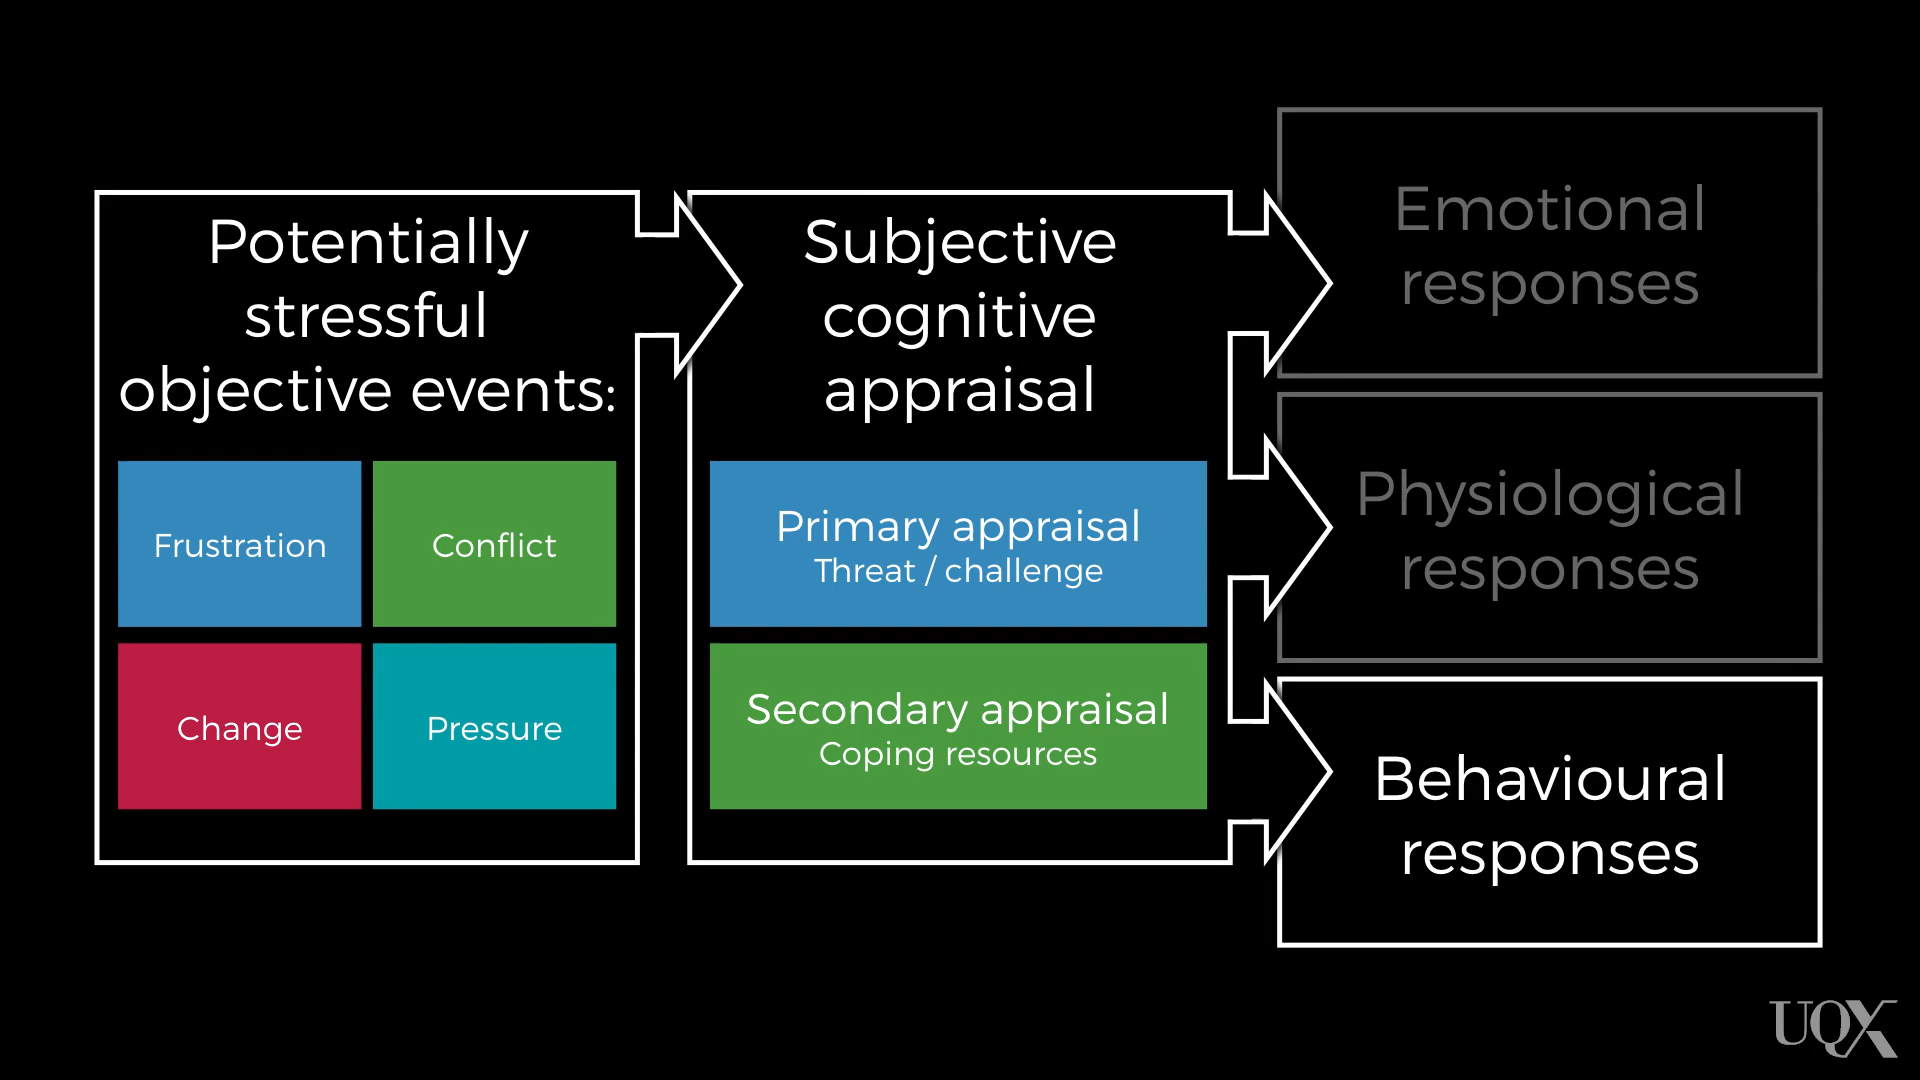 Potentially
stressful
objective events:
Frustration
Conflict
Change
Pressure
Subjective
cognitive
appraisal
Primary appraisal
Threat / challenge
Secondary appraisal
Coping resources
Emotional
responses
Physiological
responses
Behavioural
responses
UQX